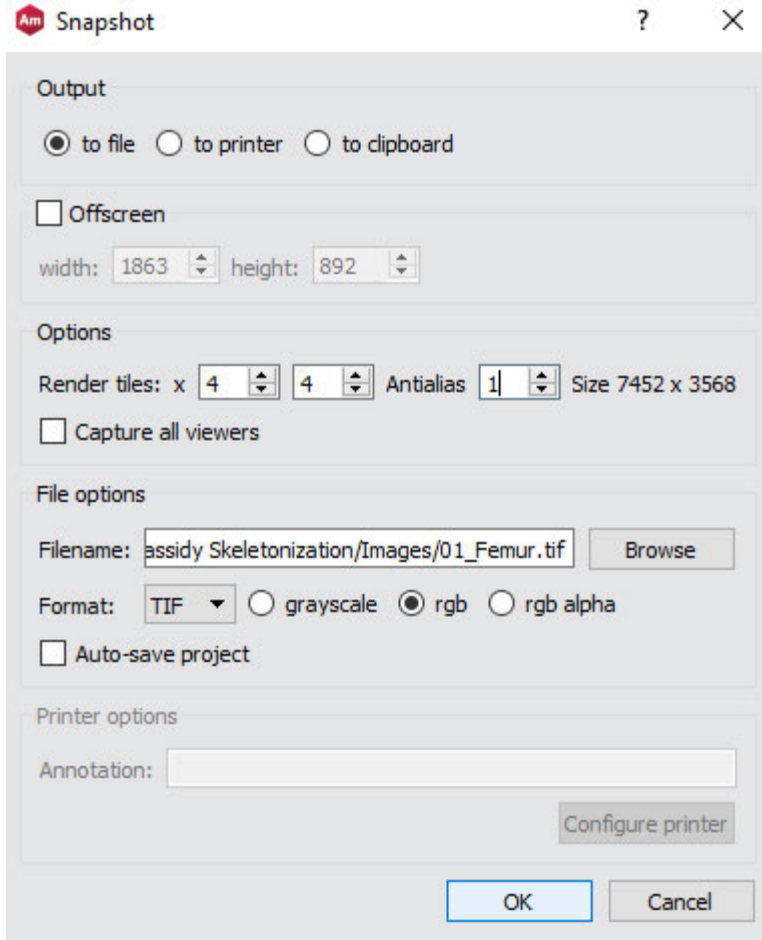 Am Snapshot ?
Output
to file to printer to clipboard
Offscreen
width: 1863 height: 892
Options
Render tiles: x 4 4 Antialias 1 Size 7452 x 3568
Capture all viewers
File options
Filename: assidy Skeletonization/Images/01_Femur.tif Browse
Format: TIF grayscale rgb rgb alpha
Auto-save project
Printer options
Annotation:
Configure printer
OK Cancel